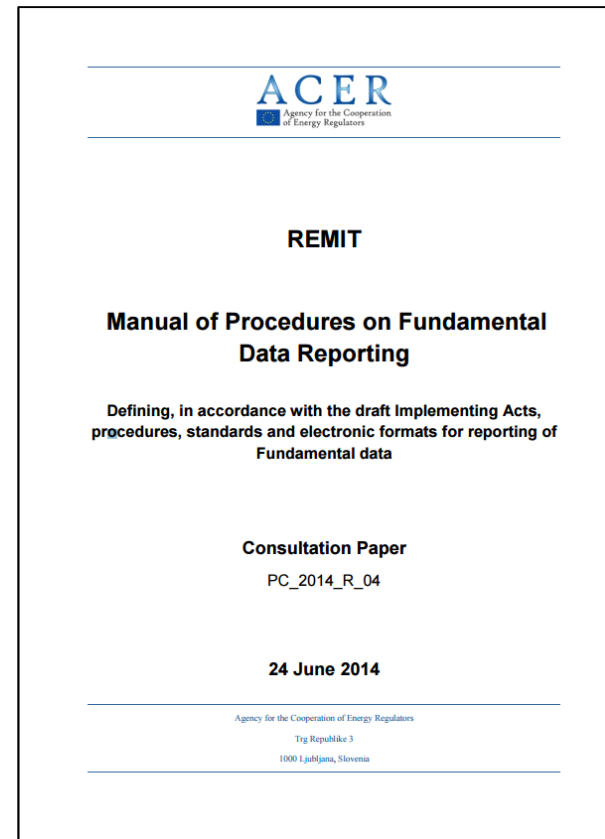 ACER
Agency for the Cooperation
of Energy Regulators
REMIT
Manual of Procedures on Fundamental
Data Reporting
Defining, in accordance with the draft Implementing Acts,
procedures, standards and electronic formats for reporting of
Fundamental data
Consultation Paper
PC_2014_R_04
24 June 2014
Agency for the Cooperation of Energy Regulators
Trg Republike 3
1000 Ljubljana, Slovenia